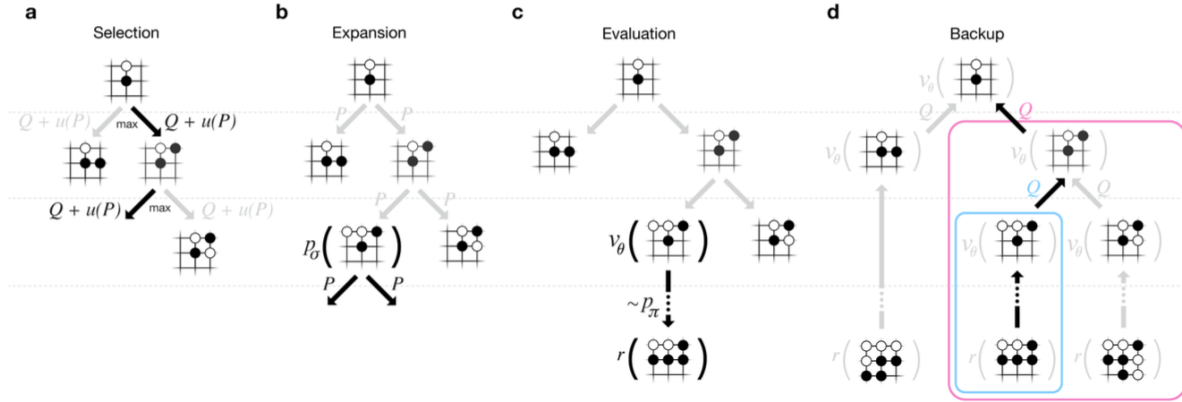 a
Selection
Q + u(P)
max
Q + u(P)
Q + u(P)
max
Q + u(P)
b
Expansion
P
P
P
P
pσ( )
P
P
c
Evaluation
vθ( )
~pπ
r( )
d
Backup
vθ( )
Q
Q
vθ( )
vθ( )
Q
Q
vθ( )
vθ( )
r( )
r( )
r( )